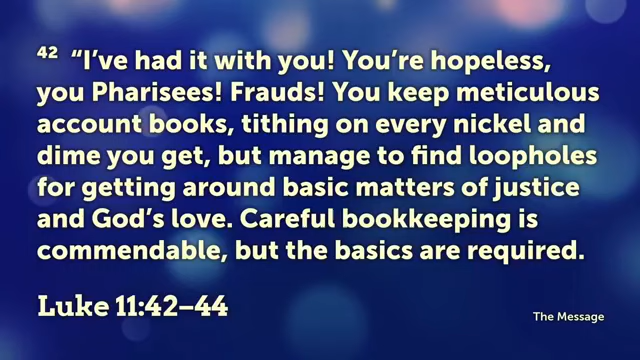 42 “I’ve had it with you! You’re hopeless,
you Pharisees! Frauds! You keep meticulous
account books, tithing on every nickel and
dime you get, but manage to find loopholes
for getting around basic matters of justice
and God’s love. Careful bookkeeping is
commendable, but the basics are required.
Luke 11:42–44
The Message